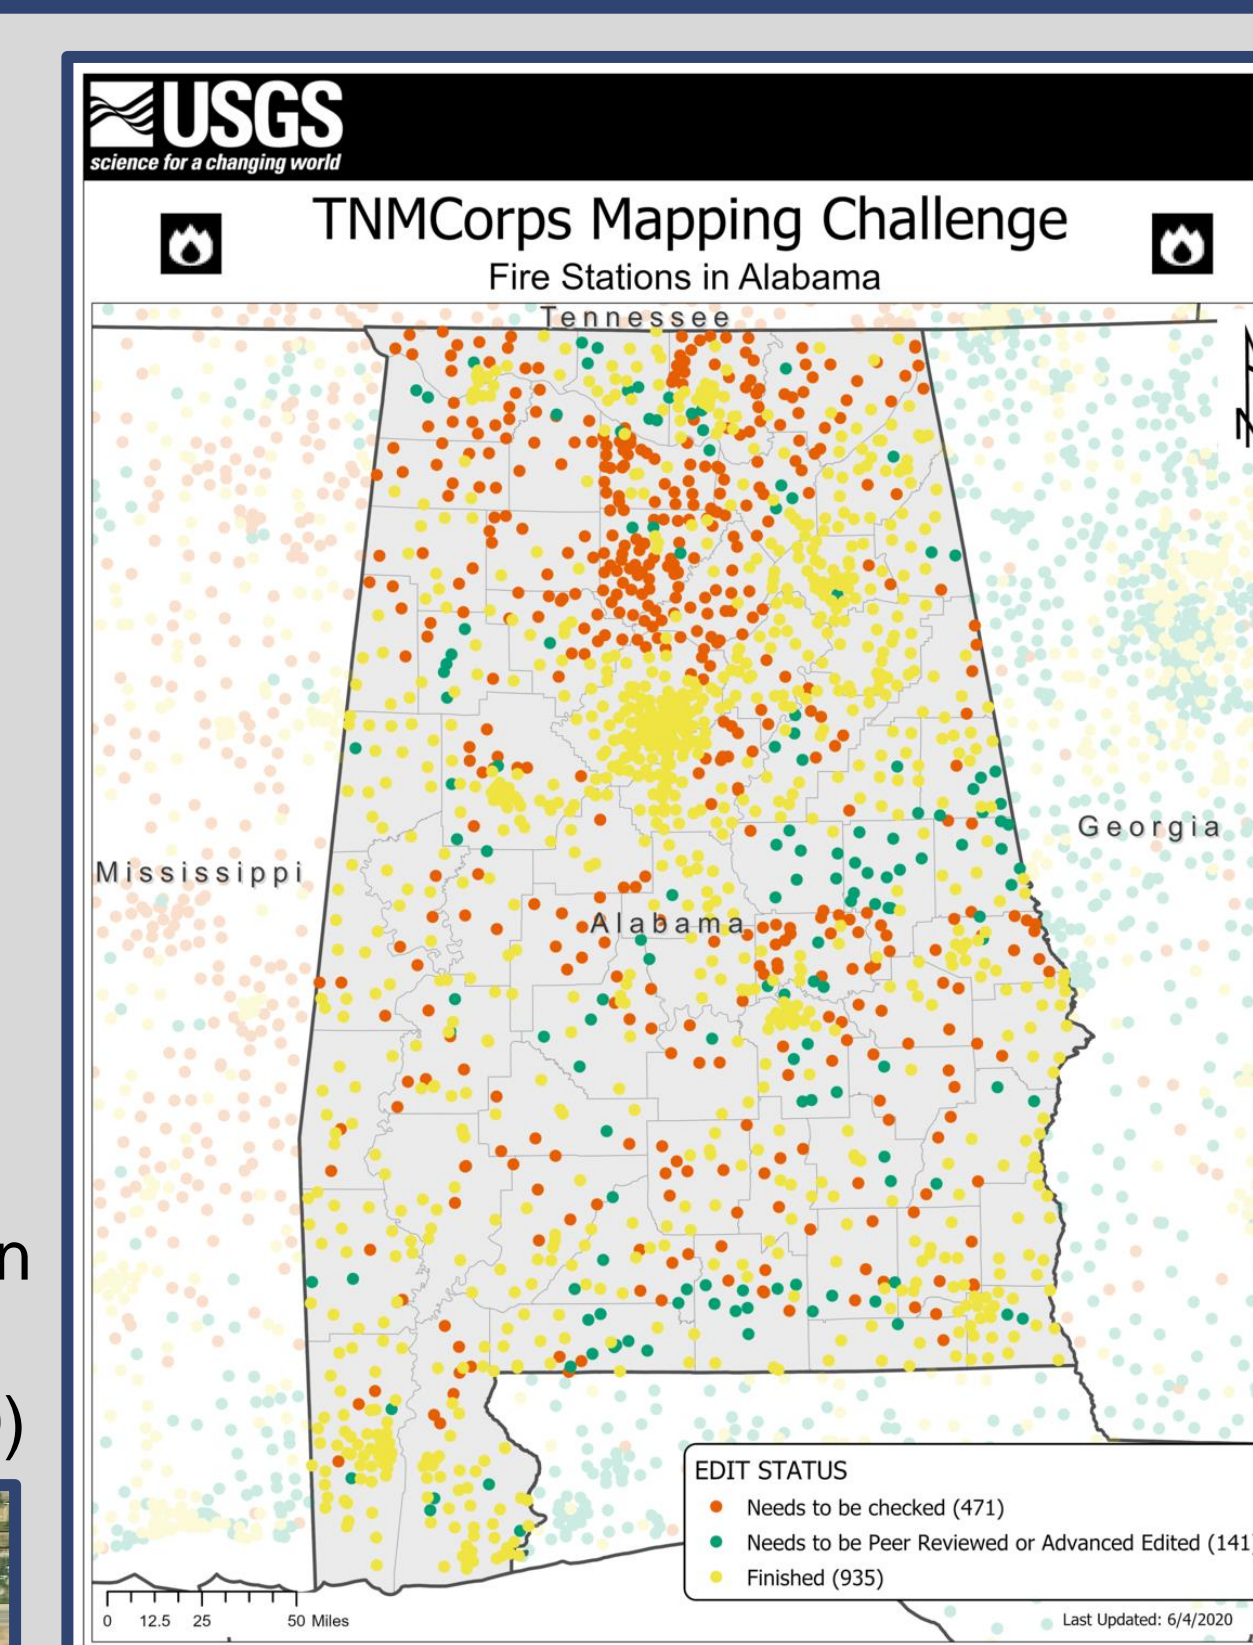 USGS
science for a changing world
TNMCorps Mapping Challenge
Fire Stations in Alabama
Tennessee
N
Georgia
Mississippi
Alabama
n
)
EDIT STATUS
Needs to be checked (471)
Needs to be Peer Reviewed or Advanced Edited (141)
Finished (935)
0 12.5 25 50 Miles
Last Updated: 6/4/2020